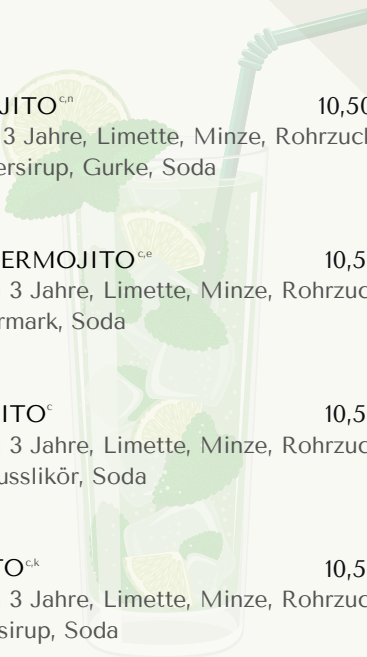 JITO c,n 10,50
3 Jahre, Limette, Minze, Rohrzuck
ersirup, Gurke, Soda
ERMOJITO c,e 10,5
3 Jahre, Limette, Minze, Rohrzuc
rmark, Soda
ITO c 10,5
3 Jahre, Limette, Minze, Rohrzuc
usslikör, Soda
TO c,k 10,5
3 Jahre, Limette, Minze, Rohrzuc
sirup, Soda